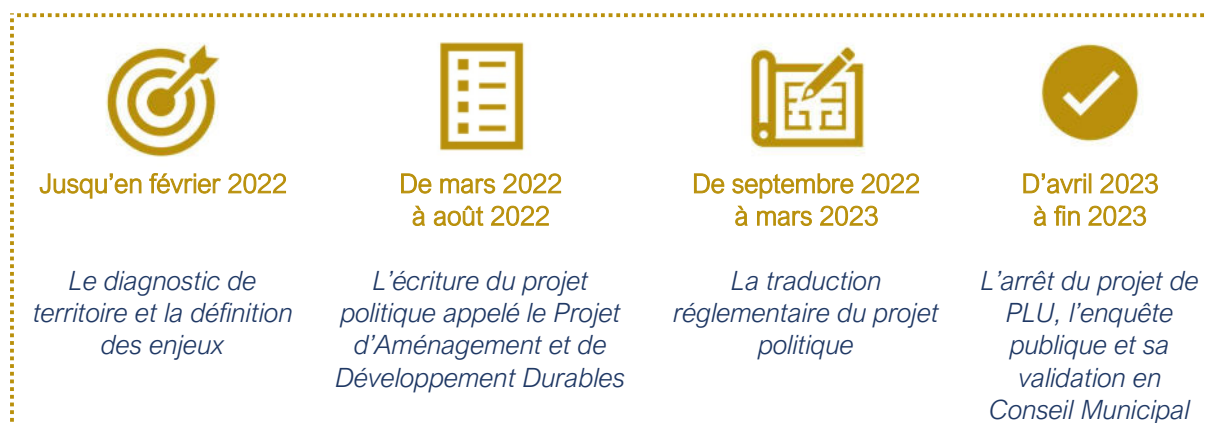 Jusqu'en février 2022
Le diagnostic de
territoire et la définition
des enjeux
De mars 2022
à août 2022
L'écriture du projet
politique appelé le Projet
d'Aménagement et de
Développement Durables
De septembre 2022
à mars 2023
La traduction
réglementaire du projet
politique
D'avril 2023
à fin 2023
L'arrêt du projet de
PLU, l'enquête
publique et sa
validation en
Conseil Municipal